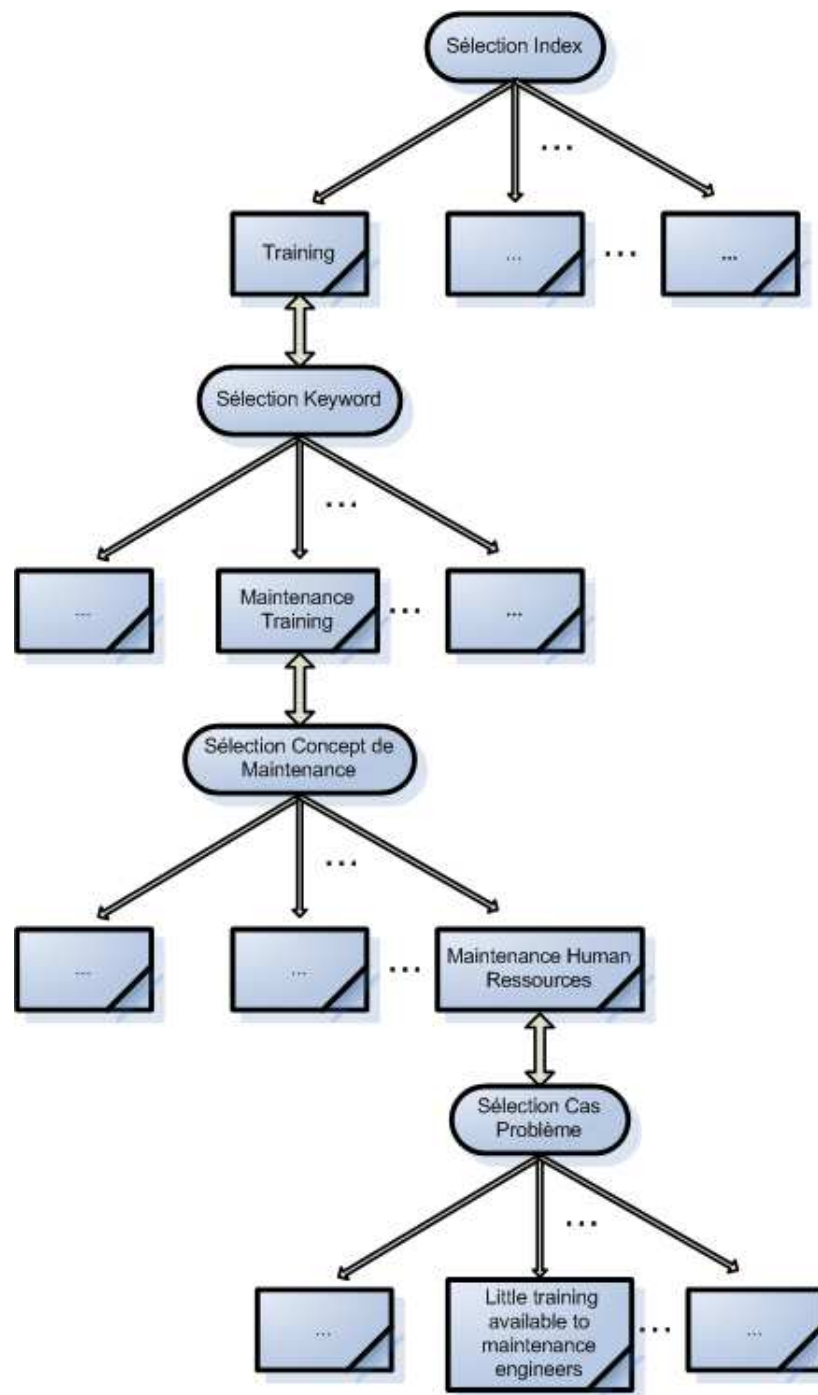 Sélection Index
...
Training
...
...
...
Sélection Keyword
...
...
Maintenance
Training
...
...
Sélection Concept de
Maintenance
...
...
...
...
Maintenance Human
Ressources
Sélection Cas
Problème
...
...
Little training
available to
maintenance
engineers
...
...